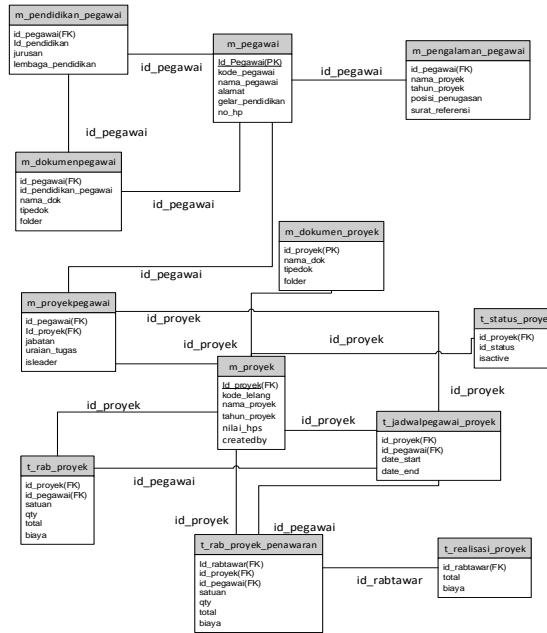 m_pendidikan_pegawai
id_pegawai(FK)
Id_pendidikan
jurusan
lembaga_pendidikan
id_pegawai
m_pegawai
Id_Pegawai(PK)
kode_pegawai
nama_pegawai
alamat
gelar_pendidikan
no_hp
id_pegawai
m_pengalaman_pegawai
id_pegawai(FK)
nama_proyek
tahun_proyek
posisi_penugasan
surat_referensi
id_pegawai
m_dokumenpegawai
id_pegawai(FK)
id_pendidikan_pegawai
nama_dok
tipedok
folder
id_pegawai
m_dokumen_proyek
id_proyek(PK)
nama_dok
tipedok
folder
id_pegawai
m_proyekpegawai
id_pegawai(FK)
Id_proyek(FK)
jabatan
uraian_tugas
isleader
id_proyek
id_proyek
t_status_proye
id_proyek(FK)
id_status
isactive
m_proyek
Id_proyek(FK)
kode_lelang
nama_proyek
tahun_proyek
nilai_hps
createdby
id_proyek
id_proyek
id_proyek
t_jadwalpegawai_proyek
id_proyek(FK)
id_pegawai(FK)
date_start
date_end
t_rab_proyek
id_proyek(FK)
id_pegawai(FK)
satuan
qty
total
biaya
id_pegawai
id_proyek
id_pegawai
t_rab_proyek_penawaran
Id_rabtawar(FK)
id_proyek(FK)
id_pegawai(FK)
satuan
qty
total
biaya
id_rabtawar
t_realisasi_proyek
id_rabtawar(FK)
total
biaya